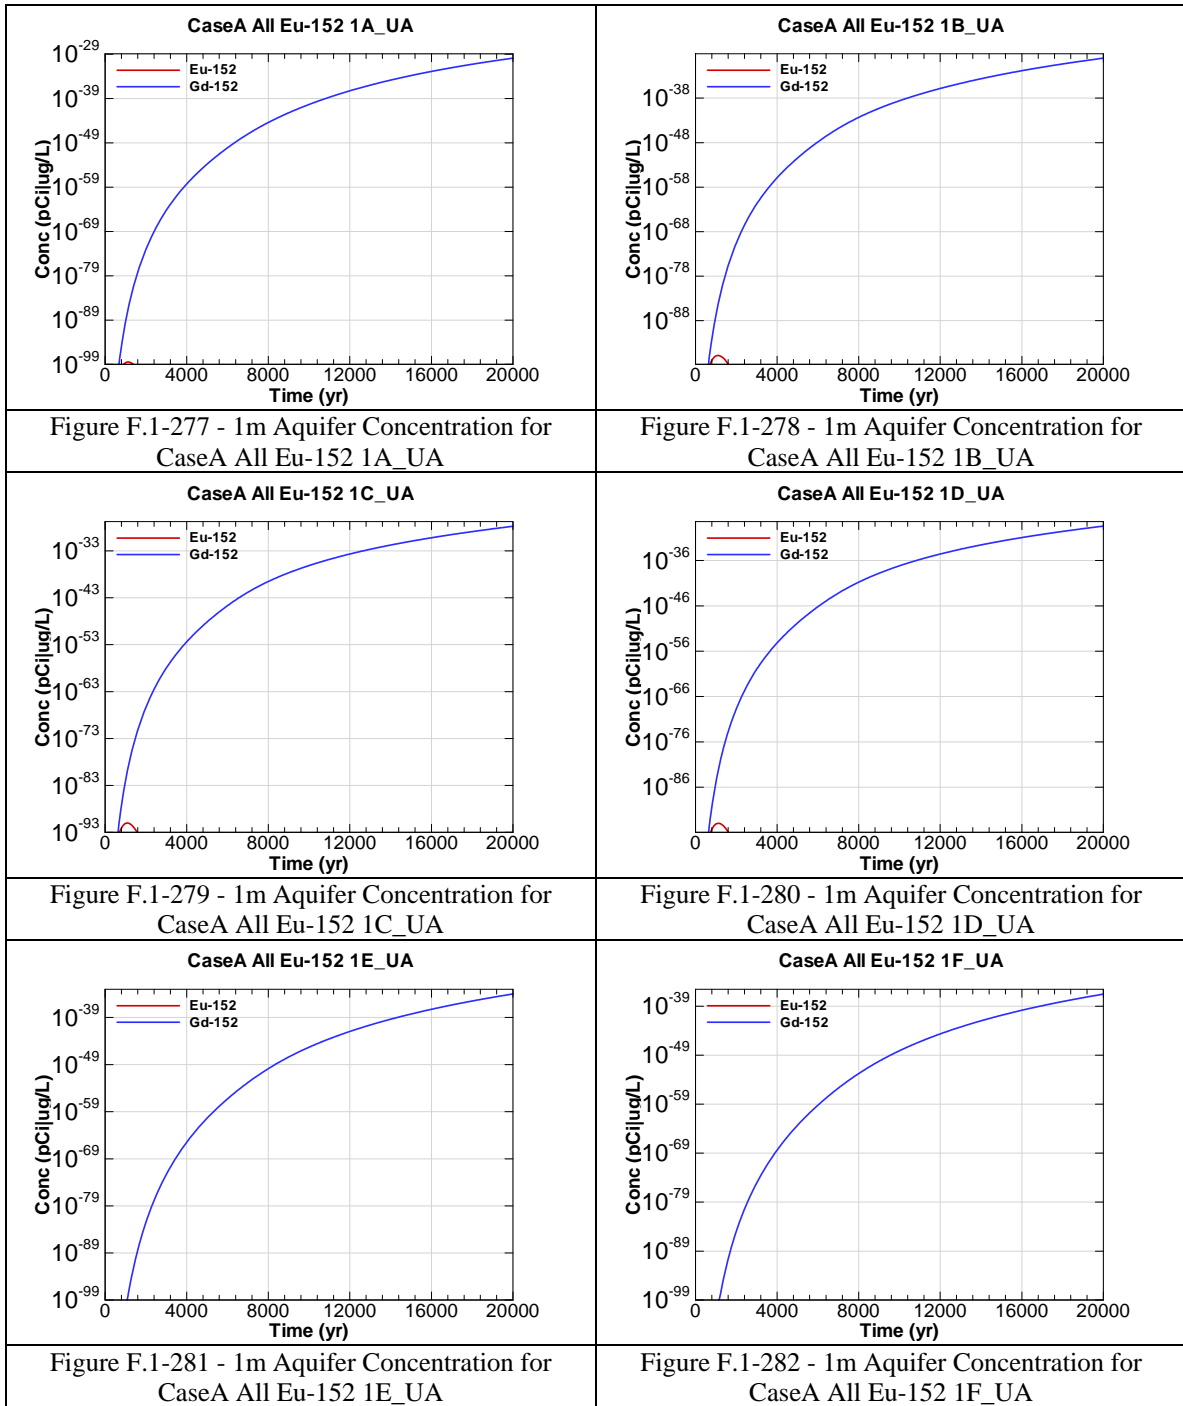 CaseA All Eu-152 1A_UA
Eu-152
Gd-152
Conc (pCi|ug/L)
10-29
10-39
10-49
10-59
10-69
10-79
10-89
10-99
0 4000 8000 12000 16000 20000
Time (yr)
Figure F.1-277 - 1m Aquifer Concentration for
CaseA All Eu-152 1A_UA
CaseA All Eu-152 1B_UA
Eu-152
Gd-152
Conc (pCi|ug/L)
10-38
10-48
10-58
10-68
10-78
10-88
0 4000 8000 12000 16000 20000
Time (yr)
Figure F.1-278 - 1m Aquifer Concentration for
CaseA All Eu-152 1B_UA
CaseA All Eu-152 1C_UA
Eu-152
Gd-152
Conc (pCi|ug/L)
10-33
10-43
10-53
10-63
10-73
10-83
10-93
0 4000 8000 12000 16000 20000
Time (yr)
Figure F.1-279 - 1m Aquifer Concentration for
CaseA All Eu-152 1C_UA
CaseA All Eu-152 1D_UA
Eu-152
Gd-152
Conc (pCi|ug/L)
10-36
10-46
10-56
10-66
10-76
10-86
0 4000 8000 12000 16000 20000
Time (yr)
Figure F.1-280 - 1m Aquifer Concentration for
CaseA All Eu-152 1D_UA
CaseA All Eu-152 1E_UA
Eu-152
Gd-152
Conc (pCi|ug/L)
10-39
10-49
10-59
10-69
10-79
10-89
10-99
0 4000 8000 12000 16000 20000
Time (yr)
Figure F.1-281 - 1m Aquifer Concentration for
CaseA All Eu-152 1E_UA
CaseA All Eu-152 1F_UA
Eu-152
Gd-152
Conc (pCi|ug/L)
10-39
10-49
10-59
10-69
10-79
10-89
10-99
0 4000 8000 12000 16000 20000
Time (yr)
Figure F.1-282 - 1m Aquifer Concentration for
CaseA All Eu-152 1F_UA